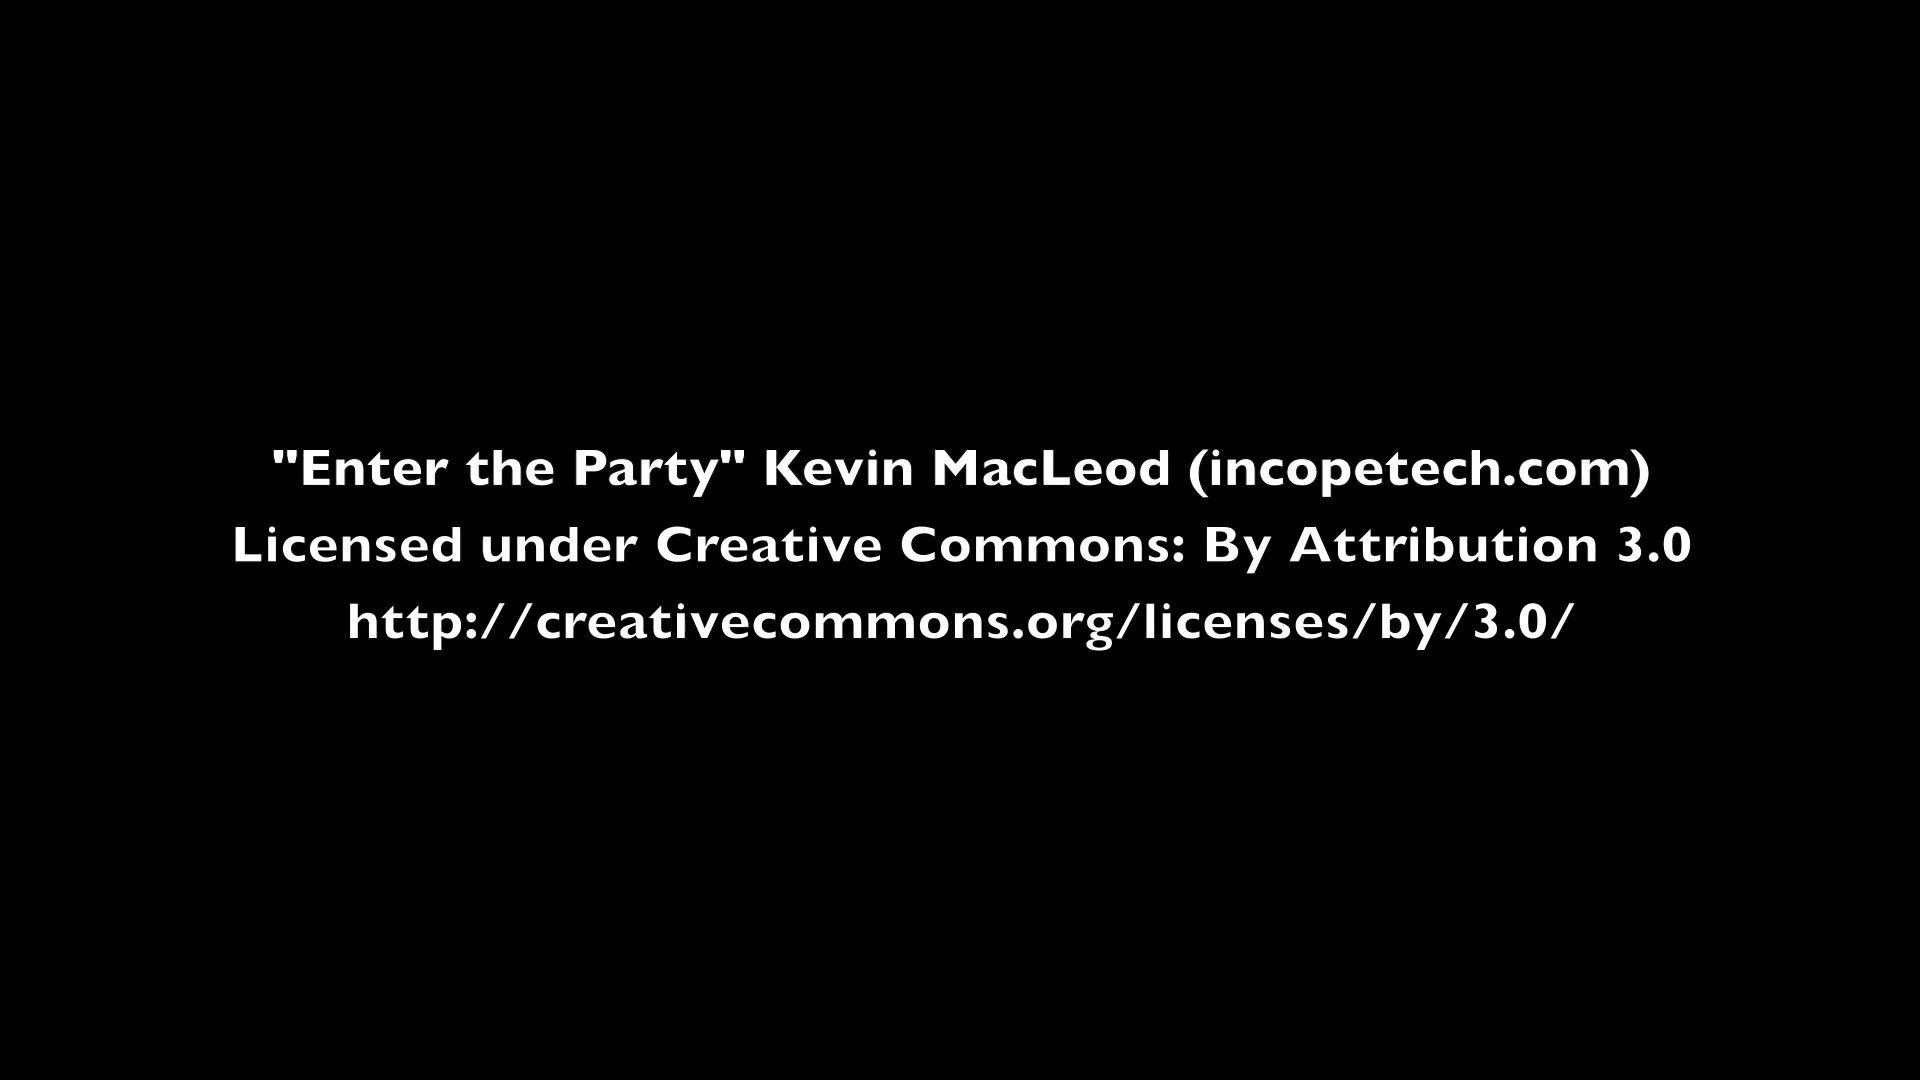 "Enter the Party" Kevin MacLeod (incopetech.com)
Licensed under Creative Commons: By Attribution 3.0
http://creativecommons.org/licenses/by/3.0/